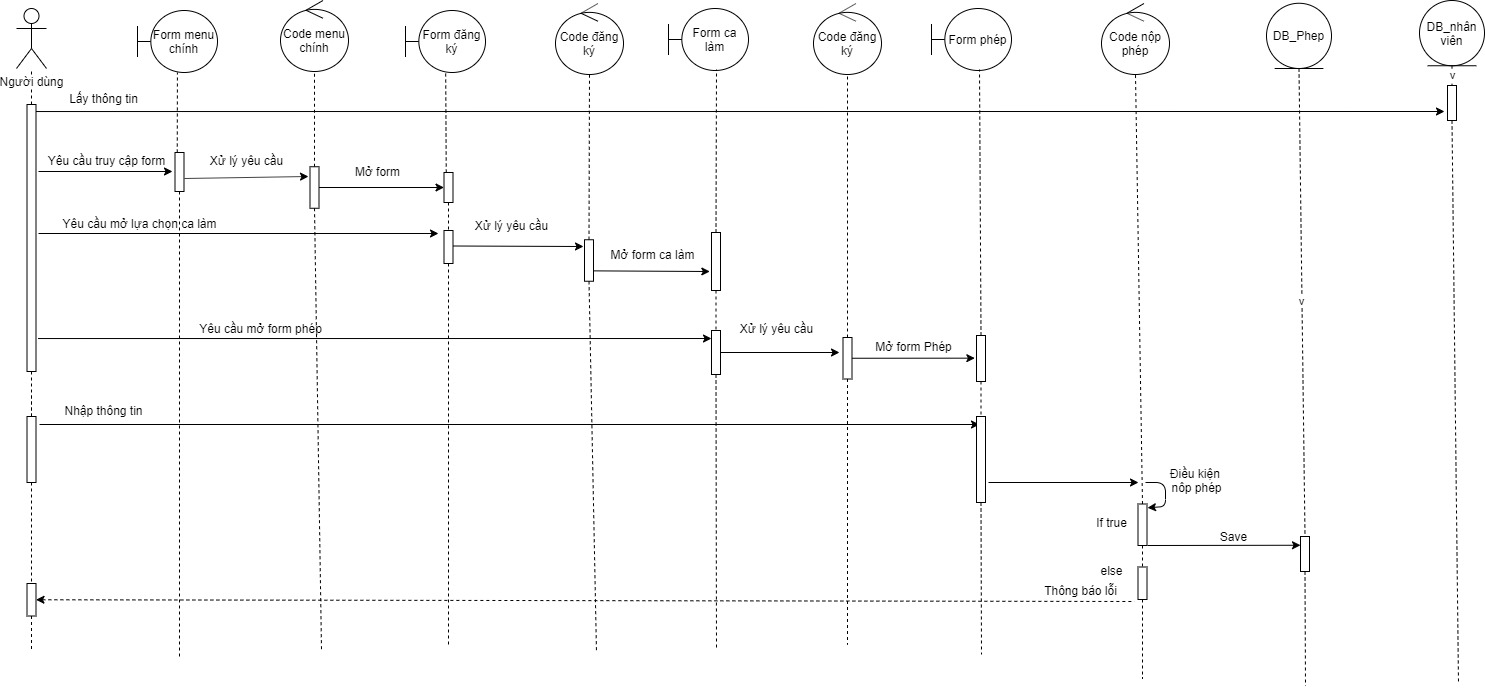 Người dùng
Form menu
chính
Code menu
chính
Form đăng
ký
Code đăng
ký
Form ca
làm
Code đăng
ký
Form phép
Code nộp
phép
DB_Phep
DB_nhân
viên
v
Lấy thông tin
Yêu cầu truy cập form
Xử lý yêu cầu
Mở form
Yêu cầu mở lựa chọn ca làm
Xử lý yêu cầu
Mở form ca làm
v
Yêu cầu mở form phép
Xử lý yêu cầu
Mở form Phép
Nhập thông tin
Điều kiện
nôp phép
If true
Save
else
Thông báo lỗi